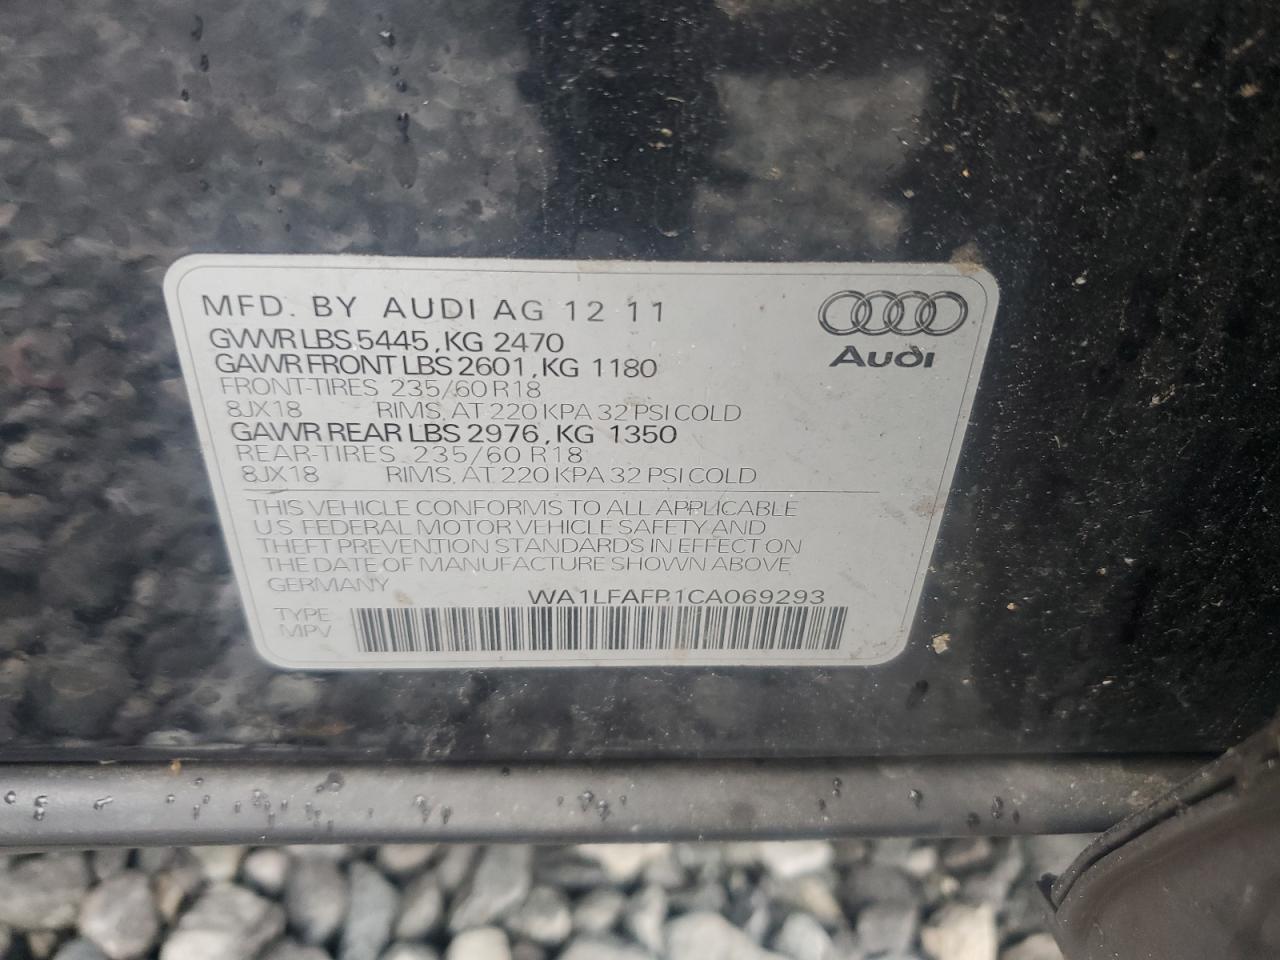 MFD. BY AUDI AG 12 11
GVWR LBS 5445, KG 2470
GAWR FRONT LBS 2601, KG 1180
FRONT-TIRES 235/60 R18
8JX18 RIMS, AT 220 KPA 32 PSI COLD
GAWR REAR LBS 2976, KG 1350
REAR-TIRES 235/60 R18
8JX18 RIMS, AT 220 KPA 32 PSI COLD
Audi
THIS VEHICLE CONFORMS TO ALL APPLICABLE
U.S. FEDERAL MOTOR VEHICLE SAFETY AND
THEFT PREVENTION STANDARDS IN EFFECT ON
THE DATE OF MANUFACTURE SHOWN ABOVE
GERMANY
WA1LFAFP1CA069293
TYPE
MPV